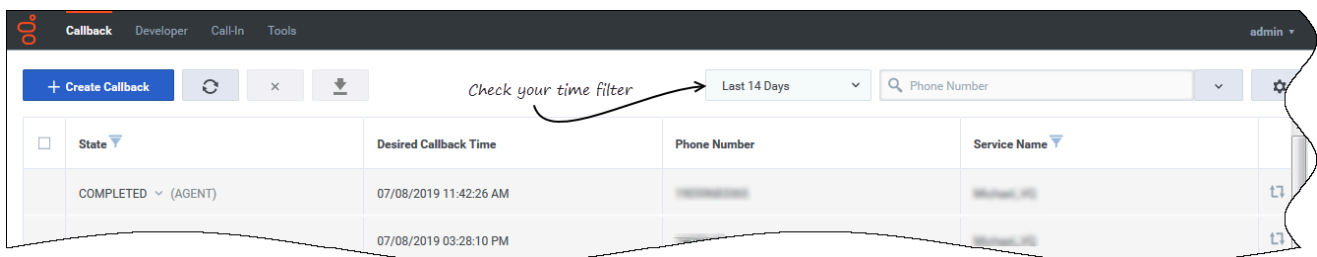 Callback Developer Call-In Tools admin
+ Create Callback Check your time filter Last 14 Days Phone Number
State Desired Callback Time Phone Number Service Name
COMPLETED (AGENT) 07/08/2019 11:42:26 AM
07/08/2019 03:28:10 PM